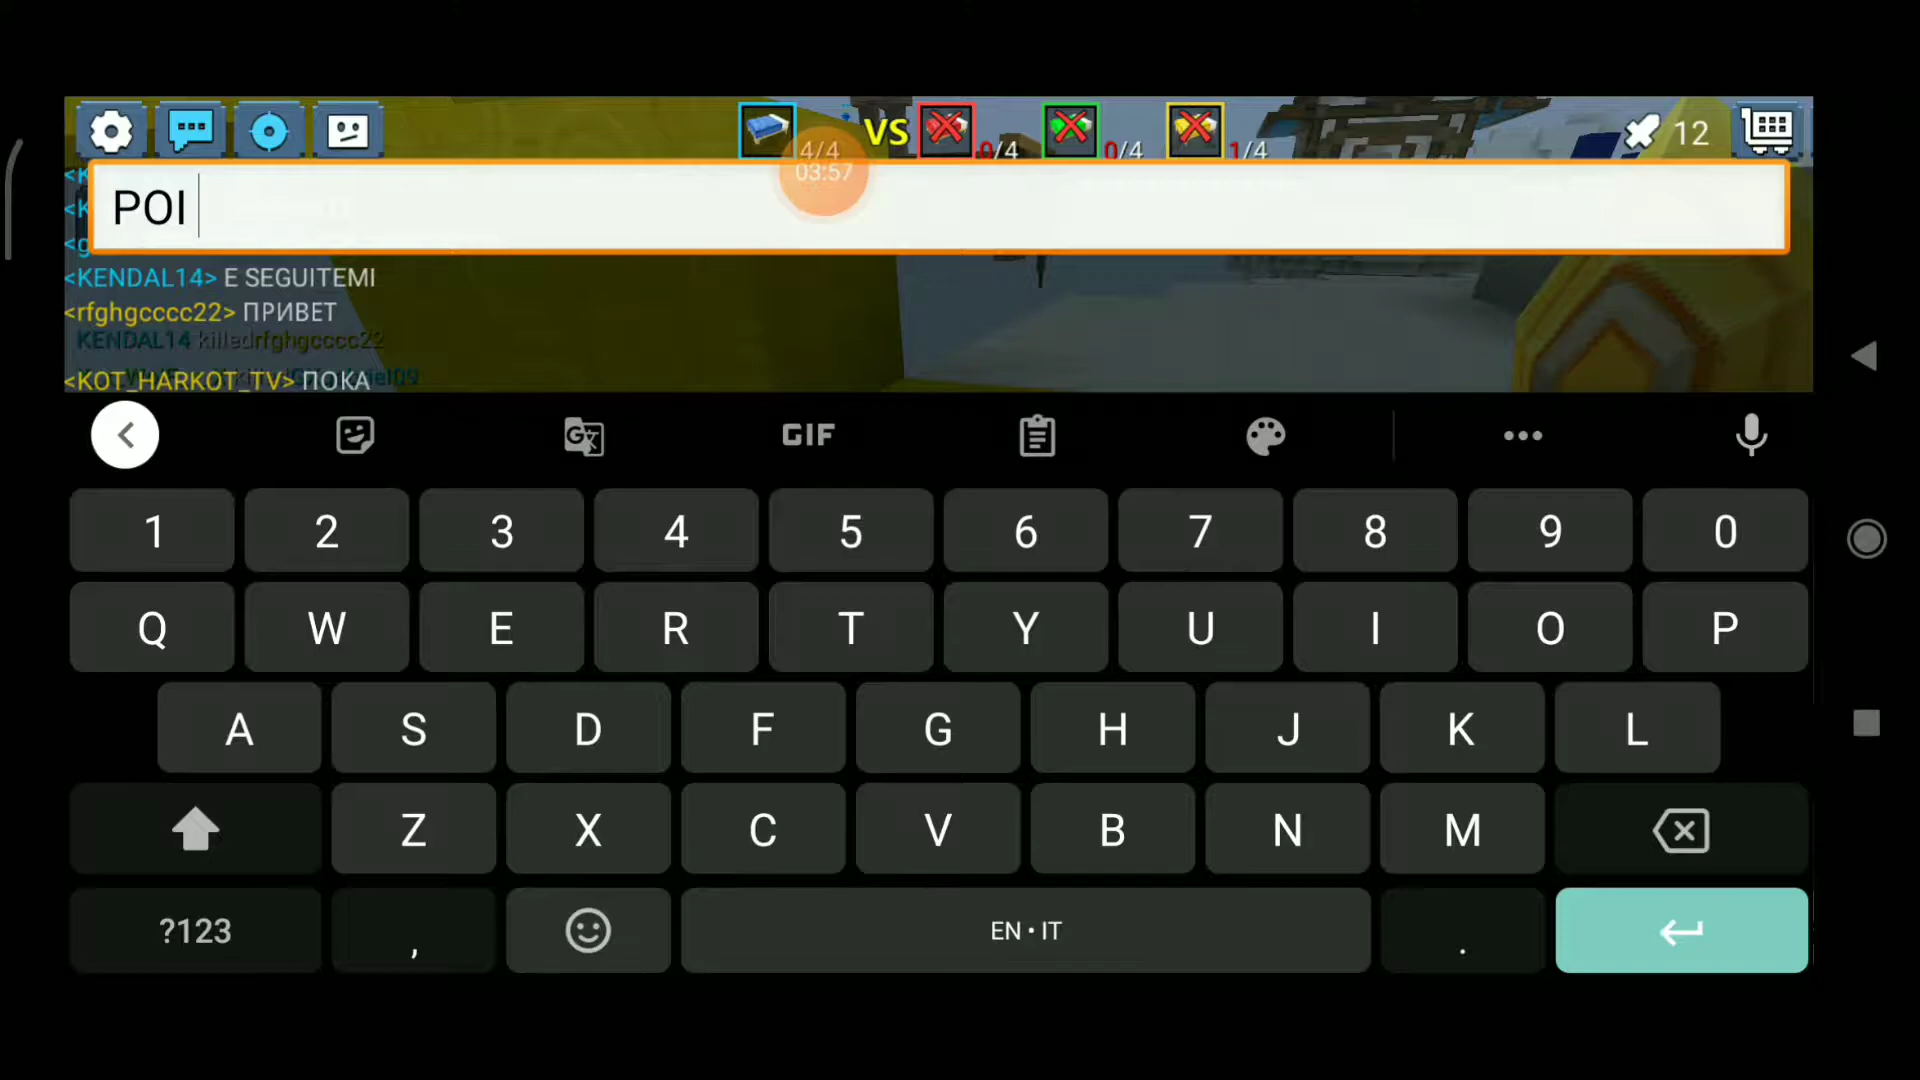 4/4 VS 0/4 0/4 1/4 12
03:57
POI
<K
<K
<g
<KENDAL14> E SEGUITEMI
<rfghgcccc22> ПРИВЕТ
KENDAL14 killedrfghgcccc22
<KOT_HARKOT_TV> ПОКА
GIF
1 2 3 4 5 6 7 8 9 0
Q W E R T Y U I O P
A S D F G H J K L
Z X C V B N M
?123 , EN • IT .